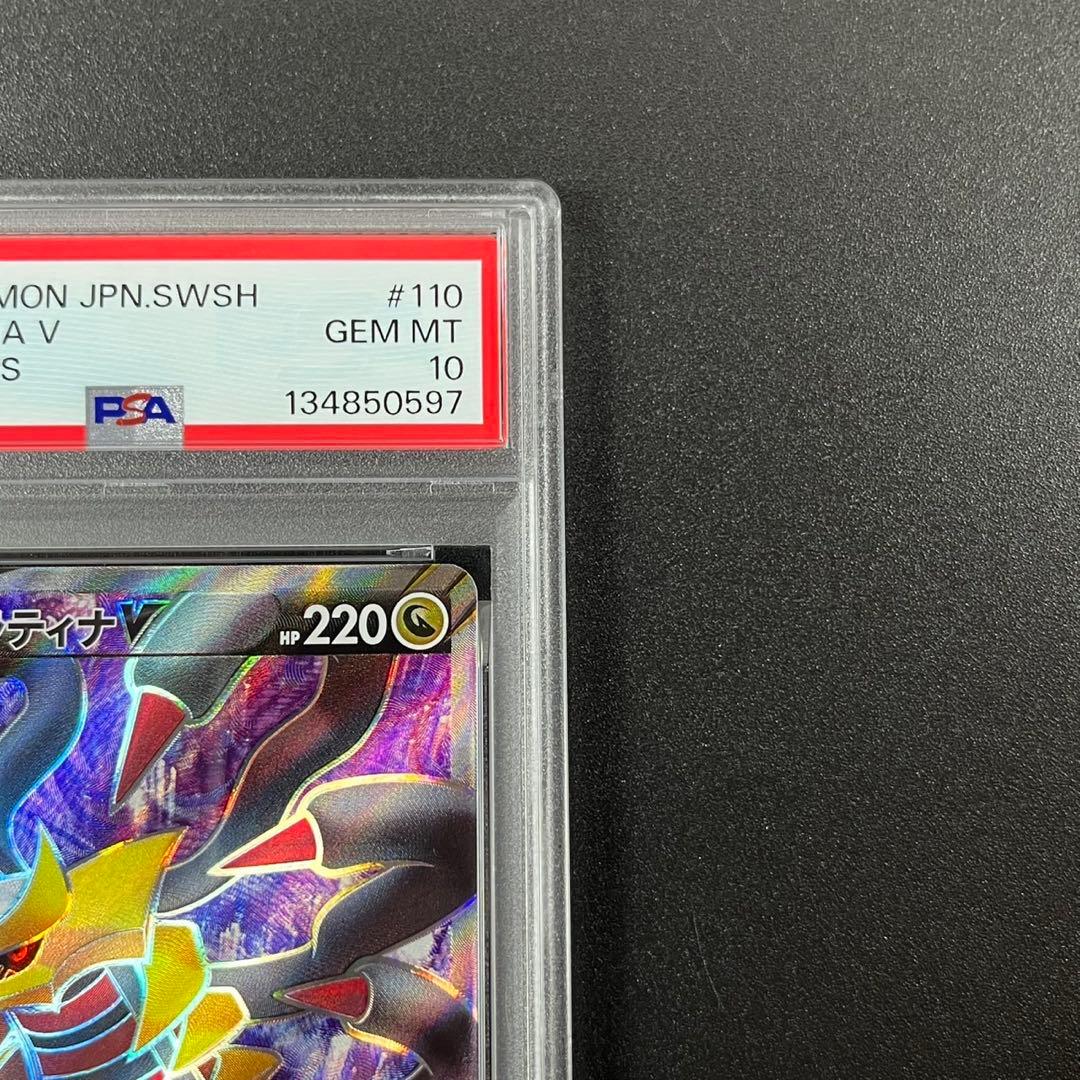 MON JPN.SWSH #110
A V GEM MT
S 10
PSA 134850597
ティナV HP 220